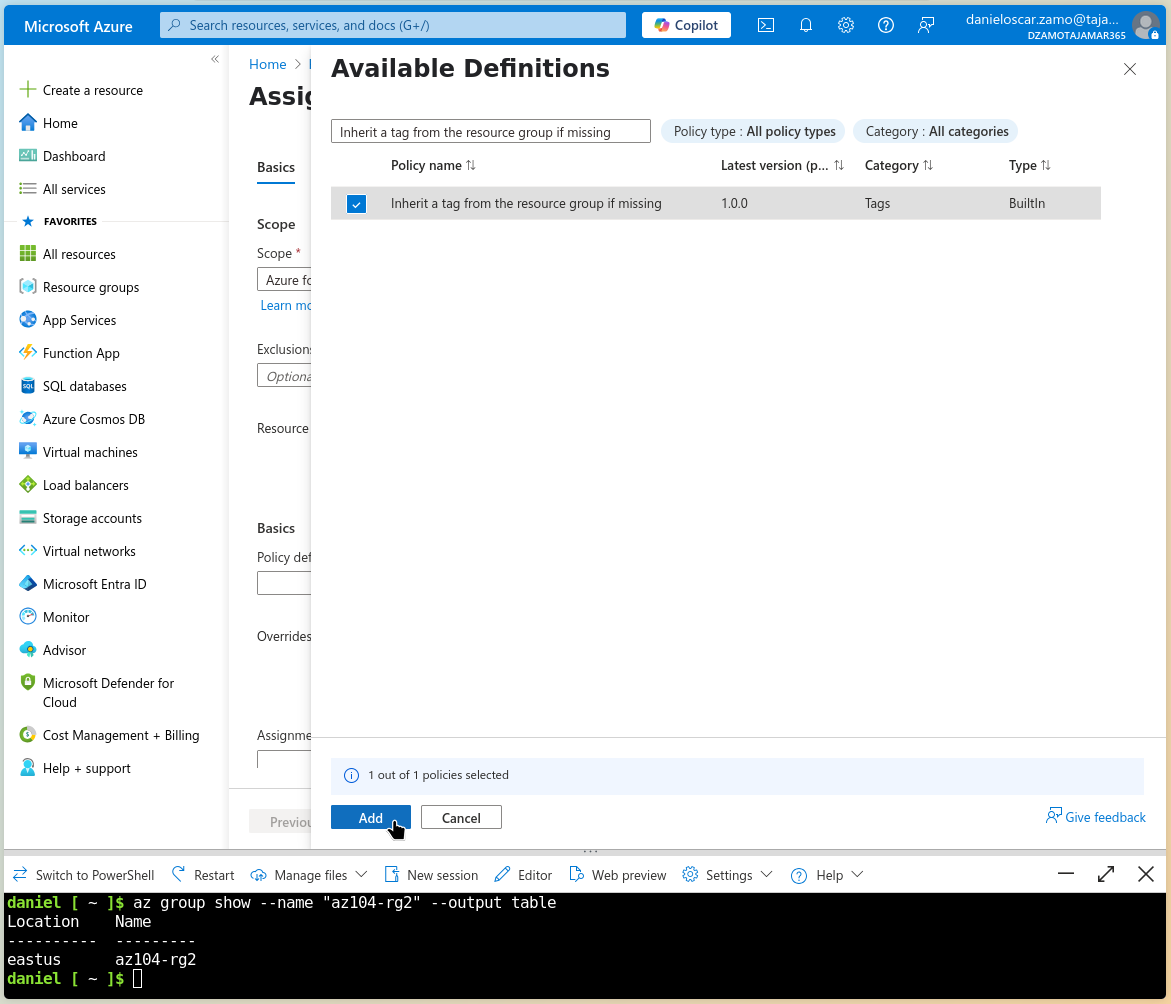 Microsoft Azure
Search resources, services, and docs (G+/)
Copilot
danieloscar.zamo@taja...
DZAMOTAJAMAR365
«
Create a resource
Home
Dashboard
All services
FAVORITES
All resources
Resource groups
App Services
Function App
SQL databases
Azure Cosmos DB
Virtual machines
Load balancers
Storage accounts
Virtual networks
Microsoft Entra ID
Monitor
Advisor
Microsoft Defender for
Cloud
Cost Management + Billing
Help + support
Home >
Assig
Basics
Scope
Scope *
Azure fo
Learn mo
Exclusions
Optiona
Resource
Basics
Policy def
Overrides
Assignme
Previou
Available Definitions
Inherit a tag from the resource group if missing
Policy type : All policy types
Category : All categories
Policy name ↑↓ Latest version (p... ↑↓ Category ↑↓ Type ↑↓
Inherit a tag from the resource group if missing 1.0.0 Tags BuiltIn
1 out of 1 policies selected
Add
Cancel
Give feedback
Switch to PowerShell Restart Manage files New session Editor Web preview Settings Help
daniel [ ~ ]$ az group show --name "az104-rg2" --output table
Location Name
---------- ---------
eastus az104-rg2
daniel [ ~ ]$